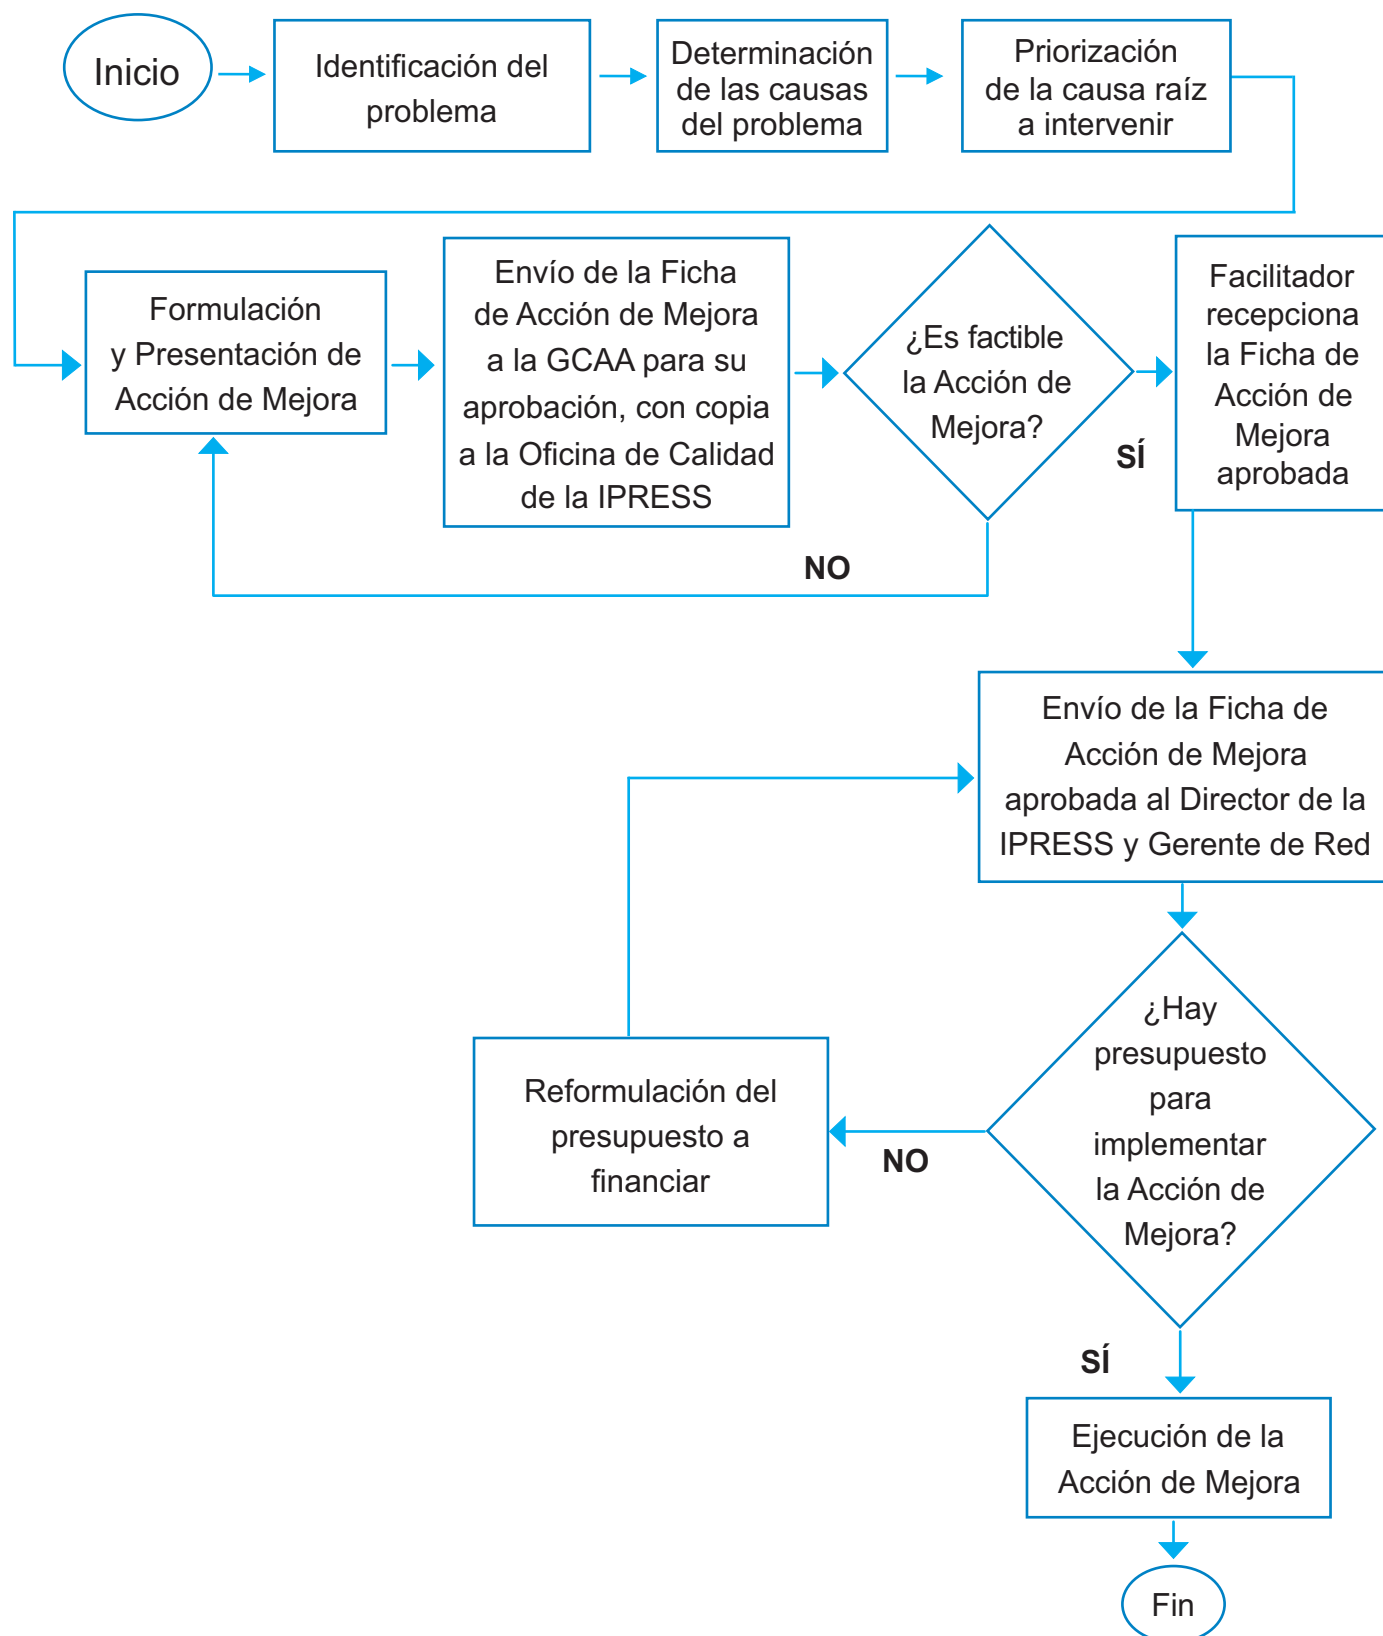 Inicio
Identificación del
problema
Determinación
de las causas
del problema
Priorización
de la causa raíz
a intervenir
Formulación
y Presentación de
Acción de Mejora
Envío de la Ficha
de Acción de Mejora
a la GCAA para su
aprobación, con copia
a la Oficina de Calidad
de la IPRESS
¿Es factible
la Acción de
Mejora?
SÍ
NO
Facilitador
recepciona
la Ficha de
Acción de
Mejora
aprobada
Envío de la Ficha de
Acción de Mejora
aprobada al Director de la
IPRESS y Gerente de Red
¿Hay
presupuesto
para
implementar
la Acción de
Mejora?
NO
Reformulación del
presupuesto a
financiar
SÍ
Ejecución de la
Acción de Mejora
Fin